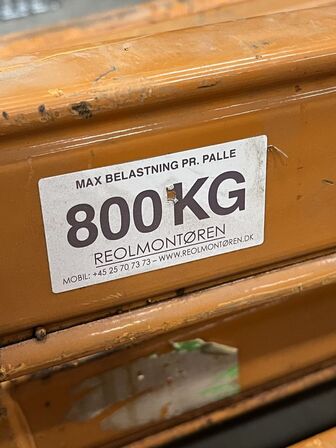 MAX BELASTNING PR. PALLE
800 KG
REOLMONTØREN
MOBIL: +45 25 70 73 73 – WWW.REOLMONTØREN.DK